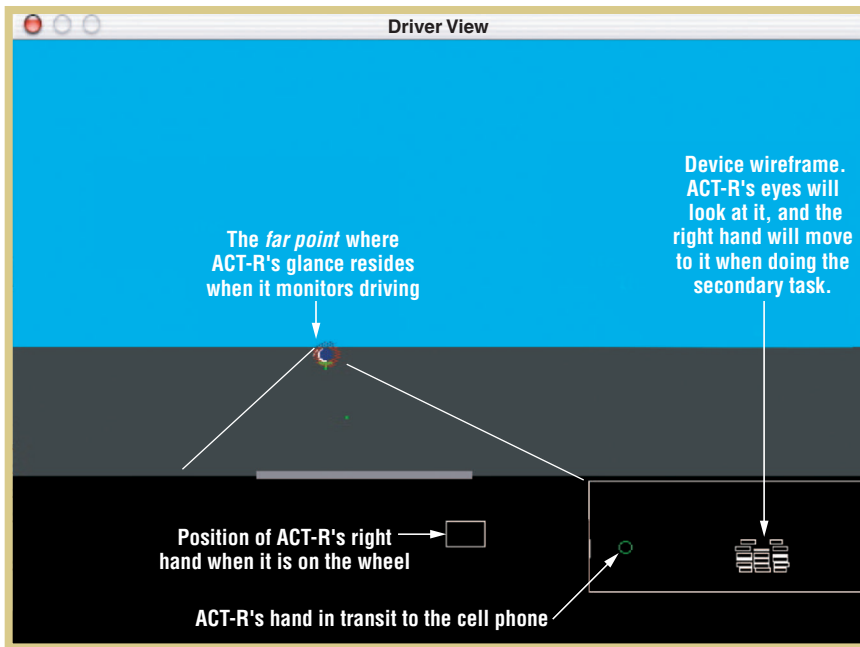 Driver View
Device wireframe.
ACT-R's eyes will
look at it, and the
right hand will move
to it when doing the
secondary task.
The far point where
ACT-R's glance resides
when it monitors driving
Position of ACT-R's right
hand when it is on the wheel
ACT-R's hand in transit to the cell phone